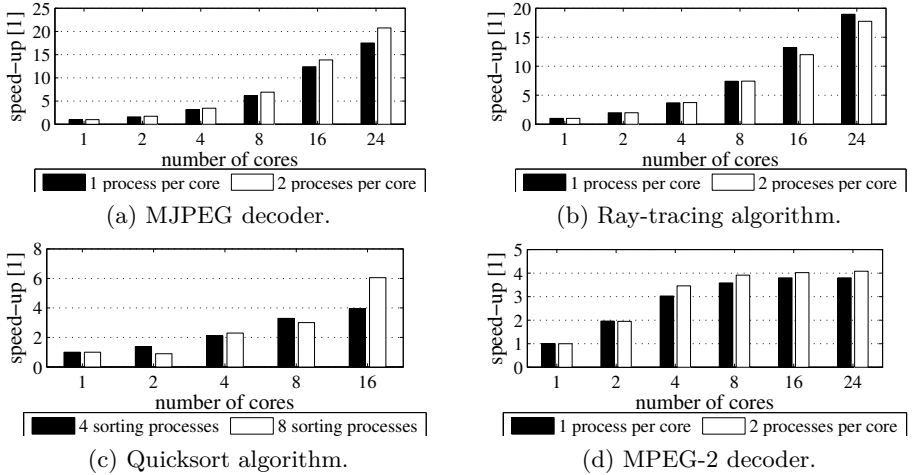 25
20
15
10
5
0
speed-up [1]
1 2 4 8 16 24
number of cores
1 process per core 2 proceses per core
(a) MJPEG decoder.
20
15
10
5
0
speed-up [1]
1 2 4 8 16 24
number of cores
1 process per core 2 processes per core
(b) Ray-tracing algorithm.
8
6
4
2
0
speed-up [1]
1 2 4 8 16
number of cores
4 sorting processes 8 sorting processes
(c) Quicksort algorithm.
5
4
3
2
1
0
speed-up [1]
1 2 4 8 16 24
number of cores
1 process per core 2 processes per core
(d) MPEG-2 decoder.